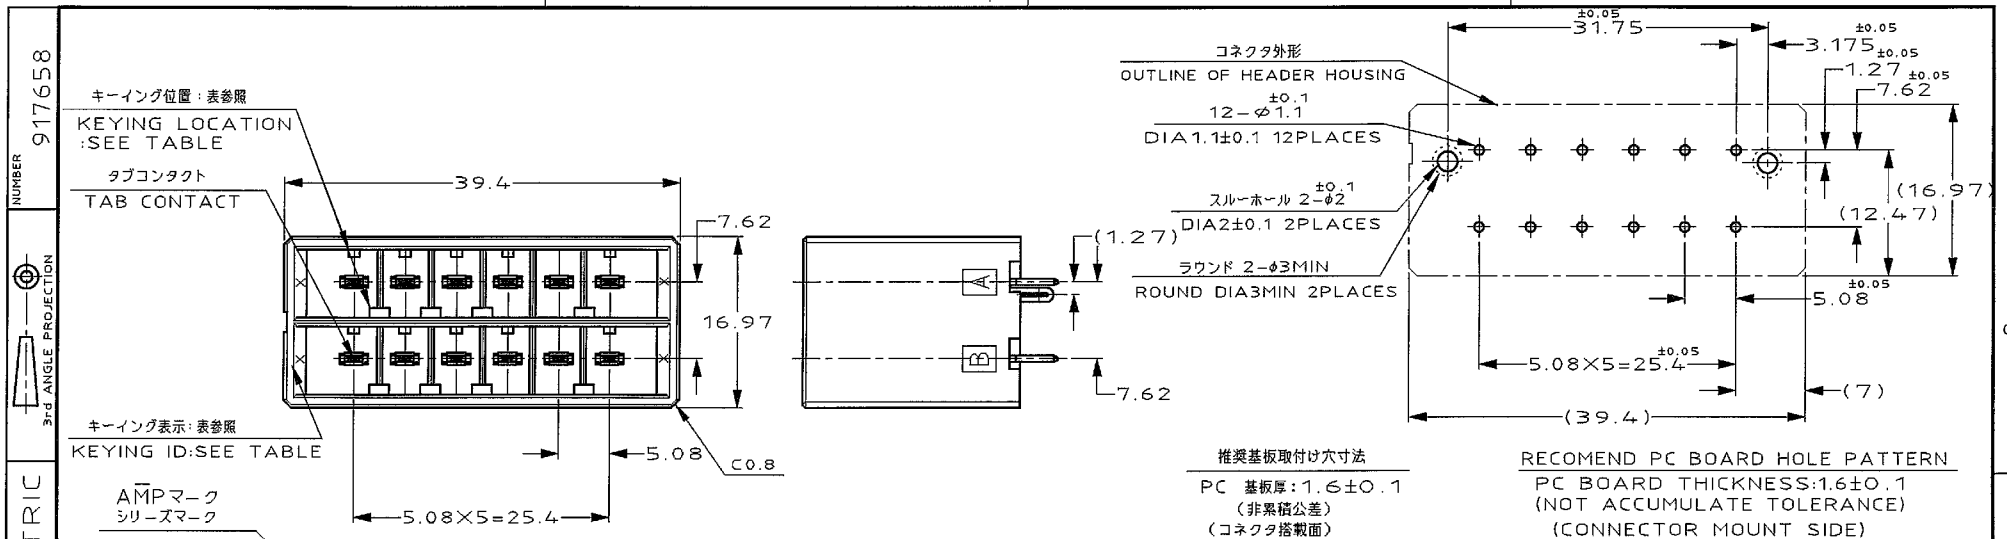 NUMBER
917658
3rd ANGLE PROJECTION
TRIC
キーイング位置：表参照
KEYING LOCATION
:SEE TABLE
タブコンタクト
TAB CONTACT
39.4
7.62
16.97
キーイング表示:表参照
KEYING ID:SEE TABLE
5.08
C0.8
AMPマーク
シリーズマーク
5.08X5=25.4
A
B
(1.27)
7.62
コネクタ外形
OUTLINE OF HEADER HOUSING
±0.1
12-φ1.1
DIA1.1±0.1 12PLACES
±0.1
スルーホール 2-φ2
DIA2±0.1 2PLACES
ラウンド 2-φ3MIN
ROUND DIA3MIN 2PLACES
±0.05
31.75
±0.05
3.175
±0.05
1.27
±0.05
7.62
(16.97)
(12.47)
±0.05
5.08
±0.05
5.08X5=25.4
(7)
(39.4)
推奨基板取付け穴寸法
PC 基板厚：1.6±0.1
(非累積公差)
(コネクタ搭載面)
RECOMEND PC BOARD HOLE PATTERN
PC BOARD THICKNESS:1.6±0.1
(NOT ACCUMULATE TOLERANCE)
(CONNECTOR MOUNT SIDE)